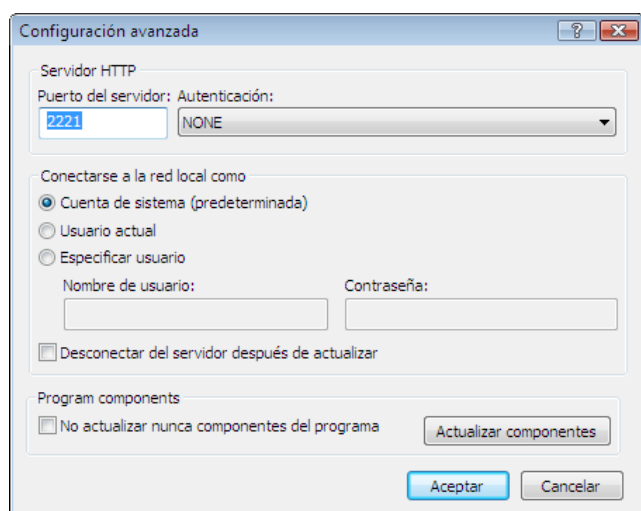 Configuración avanzada
Servidor HTTP
Puerto del servidor: Autenticación:
2221 NONE
Conectarse a la red local como
Cuenta de sistema (predeterminada)
Usuario actual
Especificar usuario
Nombre de usuario: Contraseña:
Desconectar del servidor después de actualizar
Program components
No actualizar nunca componentes del programa Actualizar componentes
Aceptar Cancelar